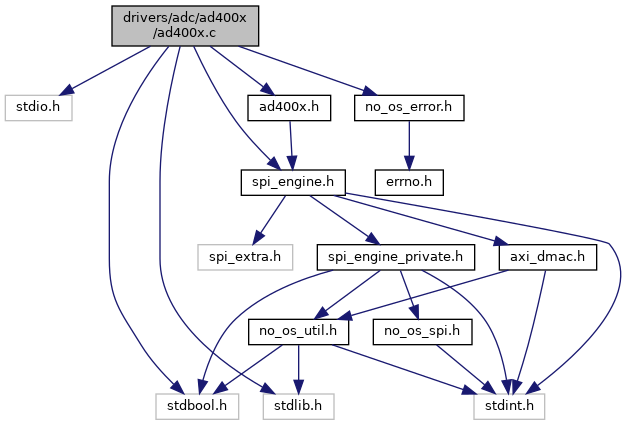 drivers/adc/ad400x
/ad400x.c
stdio.h
ad400x.h
no_os_error.h
spi_engine.h
errno.h
spi_extra.h
spi_engine_private.h
axi_dmac.h
no_os_util.h
no_os_spi.h
stdbool.h
stdlib.h
stdint.h